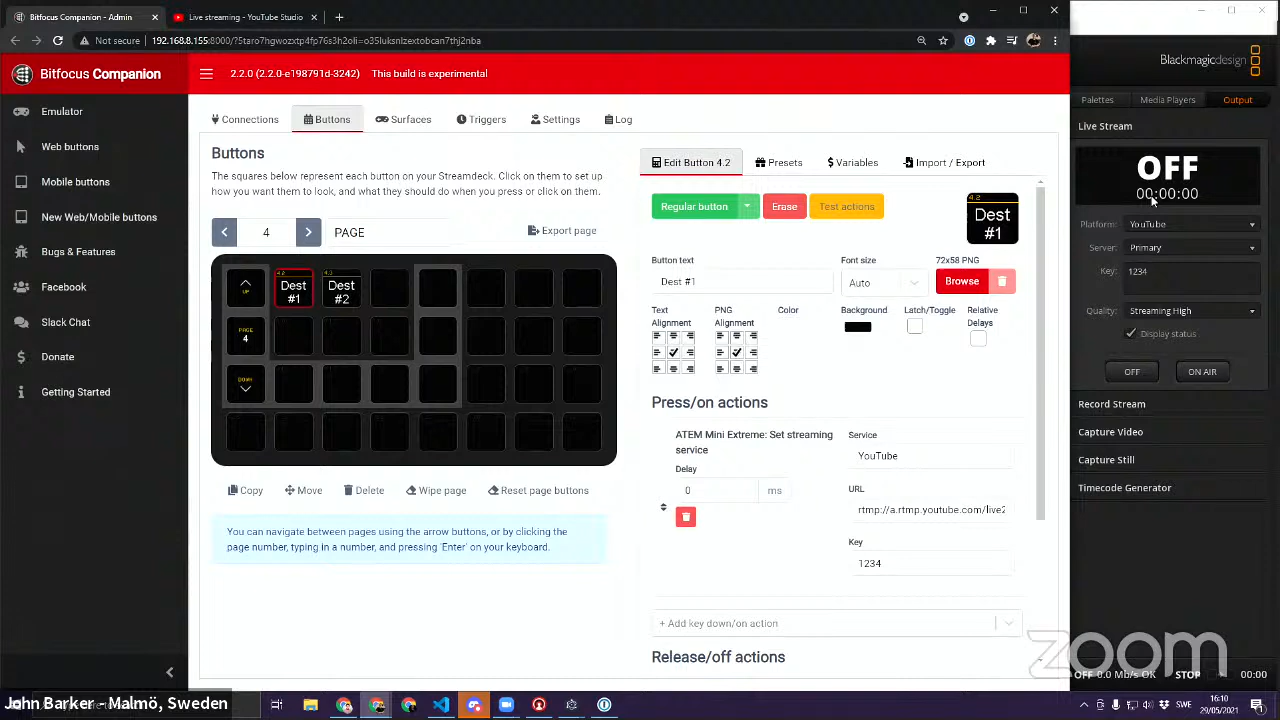 Bitfocus Companion - Admin
Live streaming - YouTube Studio
Not secure
192.168.8.155:8000/?5taro7hgwozxtp4fp76s3h2oli=o35luksnizextobcan7thj2nba
Bitfocus Companion
2.2.0 (2.2.0-e198791d-3242)
This build is experimental
Emulator
Web buttons
Mobile buttons
New Web/Mobile buttons
Bugs & Features
Facebook
Slack Chat
Donate
Getting Started
Connections
Buttons
Surfaces
Triggers
Settings
Log
Buttons
The squares below represent each button on your Streamdeck. Click on them to set up
how you want them to look, and what they should do when you press or click on them.
4
PAGE
Export page
UP
4.2
Dest
#1
4.3
Dest
#2
PAGE
4
DOWN
Copy
Move
Delete
Wipe page
Reset page buttons
You can navigate between pages using the arrow buttons, or by clicking the
page number, typing in a number, and pressing 'Enter' on your keyboard.
Edit Button 4.2
Presets
Variables
Import / Export
Regular button
Erase
Test actions
4.2
Dest
#1
Button text
Font size
72x58 PNG
Dest #1
Auto
Browse
Text
Alignment
PNG
Alignment
Color
Background
Latch/Toggle
Relative
Delays
Press/on actions
ATEM Mini Extreme: Set streaming
service
Delay
0
ms
Service
YouTube
URL
rtmp://a.rtmp.youtube.com/live2
Key
1234
+ Add key down/on action
Release/off actions
Blackmagicdesign
Palettes
Media Players
Output
Live Stream
OFF
00:00:00
Platform:
YouTube
Server:
Primary
Key:
1234
Quality:
Streaming High
Display status
OFF
ON AIR
Record Stream
Capture Video
Capture Still
Timecode Generator
zoom
OFF 0.0 Mb/s OK
STOP
00:00
John Barker - Malmö, Sweden
SWE
16:10
29/05/2021